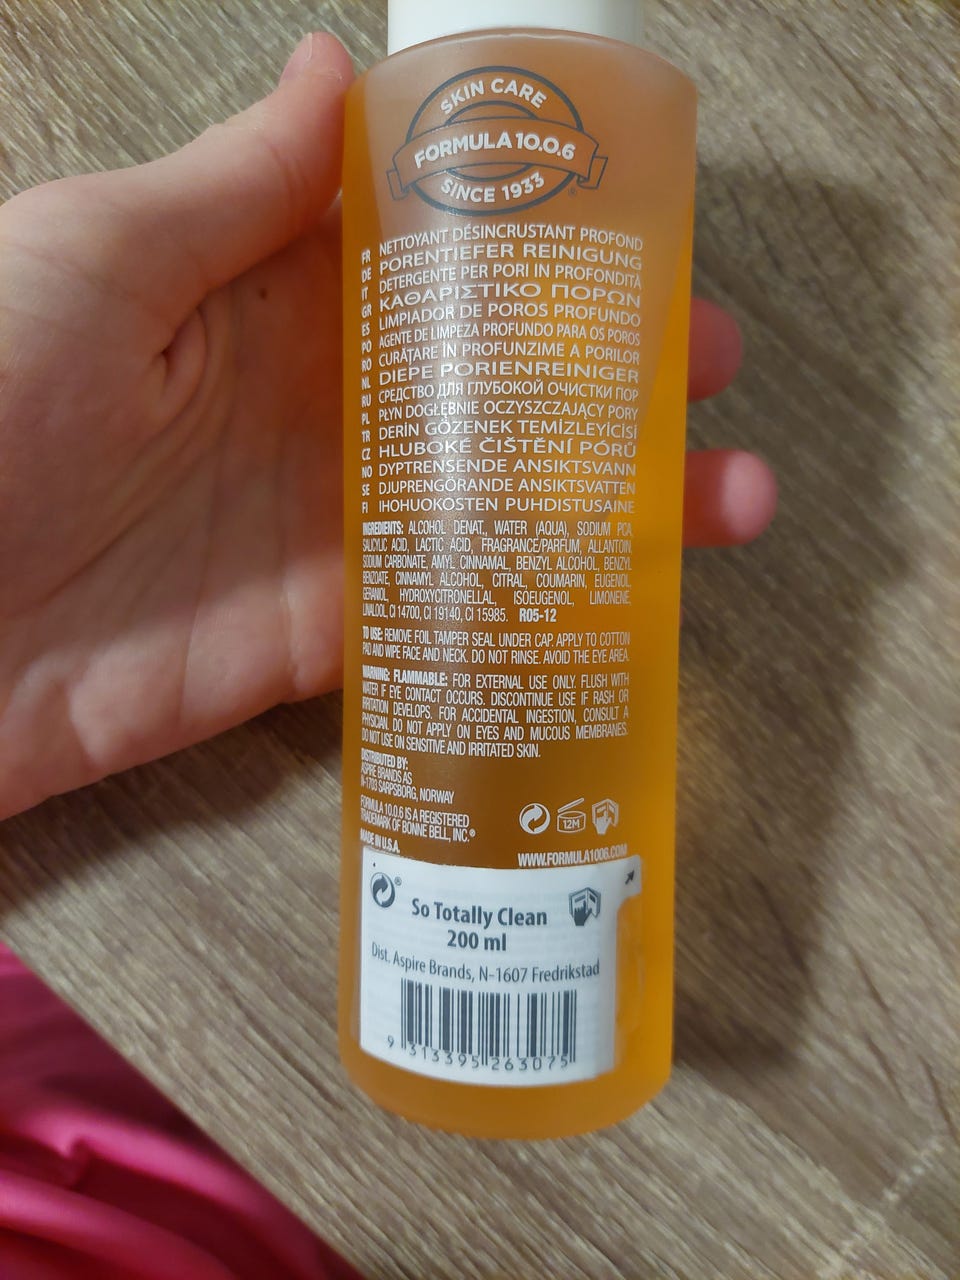 SKIN CARE
FORMULA 10.0.6
SINCE 1933
®
FR NETTOYANT DÉSINCRUSTANT PROFOND
DE PORENTIEFER REINIGUNG
IT DETERGENTE PER PORI IN PROFONDITÀ
GR ΚΑΘΑΡΙΣΤΙΚΟ ΠΟΡΩΝ
ES LIMPIADOR DE POROS PROFUNDO
PO AGENTE DE LIMPEZA PROFUNDO PARA OS POROS
RO CURĂTARE ÎN PROFUNZIME A PORILOR
NL DIEPE PORIENREINIGER
RU СРЕДСТВО ДЛЯ ГЛУБОКОЙ ОЧИСТКИ ПОР
PL PŁYN DOGŁĘBNIE OCZYSZCZAJĄCY PORY
TR DERİN GÖZENEK TEMİZLEYİCİSİ
CZ HLUBOKÉ ČIŠTĚNÍ PÓRŮ
NO DYPTRENSENDE ANSIKTSVANN
SE DJUPRENGÖRANDE ANSIKTSVATTEN
FI IHOHUOKOSTEN PUHDISTUSAINE
INGREDIENTS: ALCOHOL DENAT., WATER (AQUA), SODIUM PCA,
SALICYLIC ACID, LACTIC ACID, FRAGRANCE/PARFUM, ALLANTOIN,
SODIUM CARBONATE, AMYL CINNAMAL, BENZYL ALCOHOL, BENZYL
BENZOATE, CINNAMYL ALCOHOL, CITRAL, COUMARIN, EUGENOL,
GERANIOL, HYDROXYCITRONELLAL, ISOEUGENOL, LIMONENE,
LINALOOL, CI 14700, CI 19140, CI 15985. R05-12
TO USE: REMOVE FOIL TAMPER SEAL UNDER CAP. APPLY TO COTTON
PAD AND WIPE FACE AND NECK. DO NOT RINSE. AVOID THE EYE AREA.
WARNING: FLAMMABLE: FOR EXTERNAL USE ONLY. FLUSH WITH
WATER IF EYE CONTACT OCCURS. DISCONTINUE USE IF RASH OR
IRRITATION DEVELOPS. FOR ACCIDENTAL INGESTION, CONSULT A
PHYSICIAN. DO NOT APPLY ON EYES AND MUCOUS MEMBRANES.
DO NOT USE ON SENSITIVE AND IRRITATED SKIN.
DISTRIBUTED BY:
ASPIRE BRANDS AS
N-1703 SARPSBORG, NORWAY
FORMULA 10.0.6 IS A REGISTERED
TRADEMARK OF BONNE BELL, INC.®
MADE IN U.S.A.
12M
WWW.FORMULA1006.COM
®
So Totally Clean
200 ml
Dist. Aspire Brands, N-1607 Fredrikstad
9 313395 263075